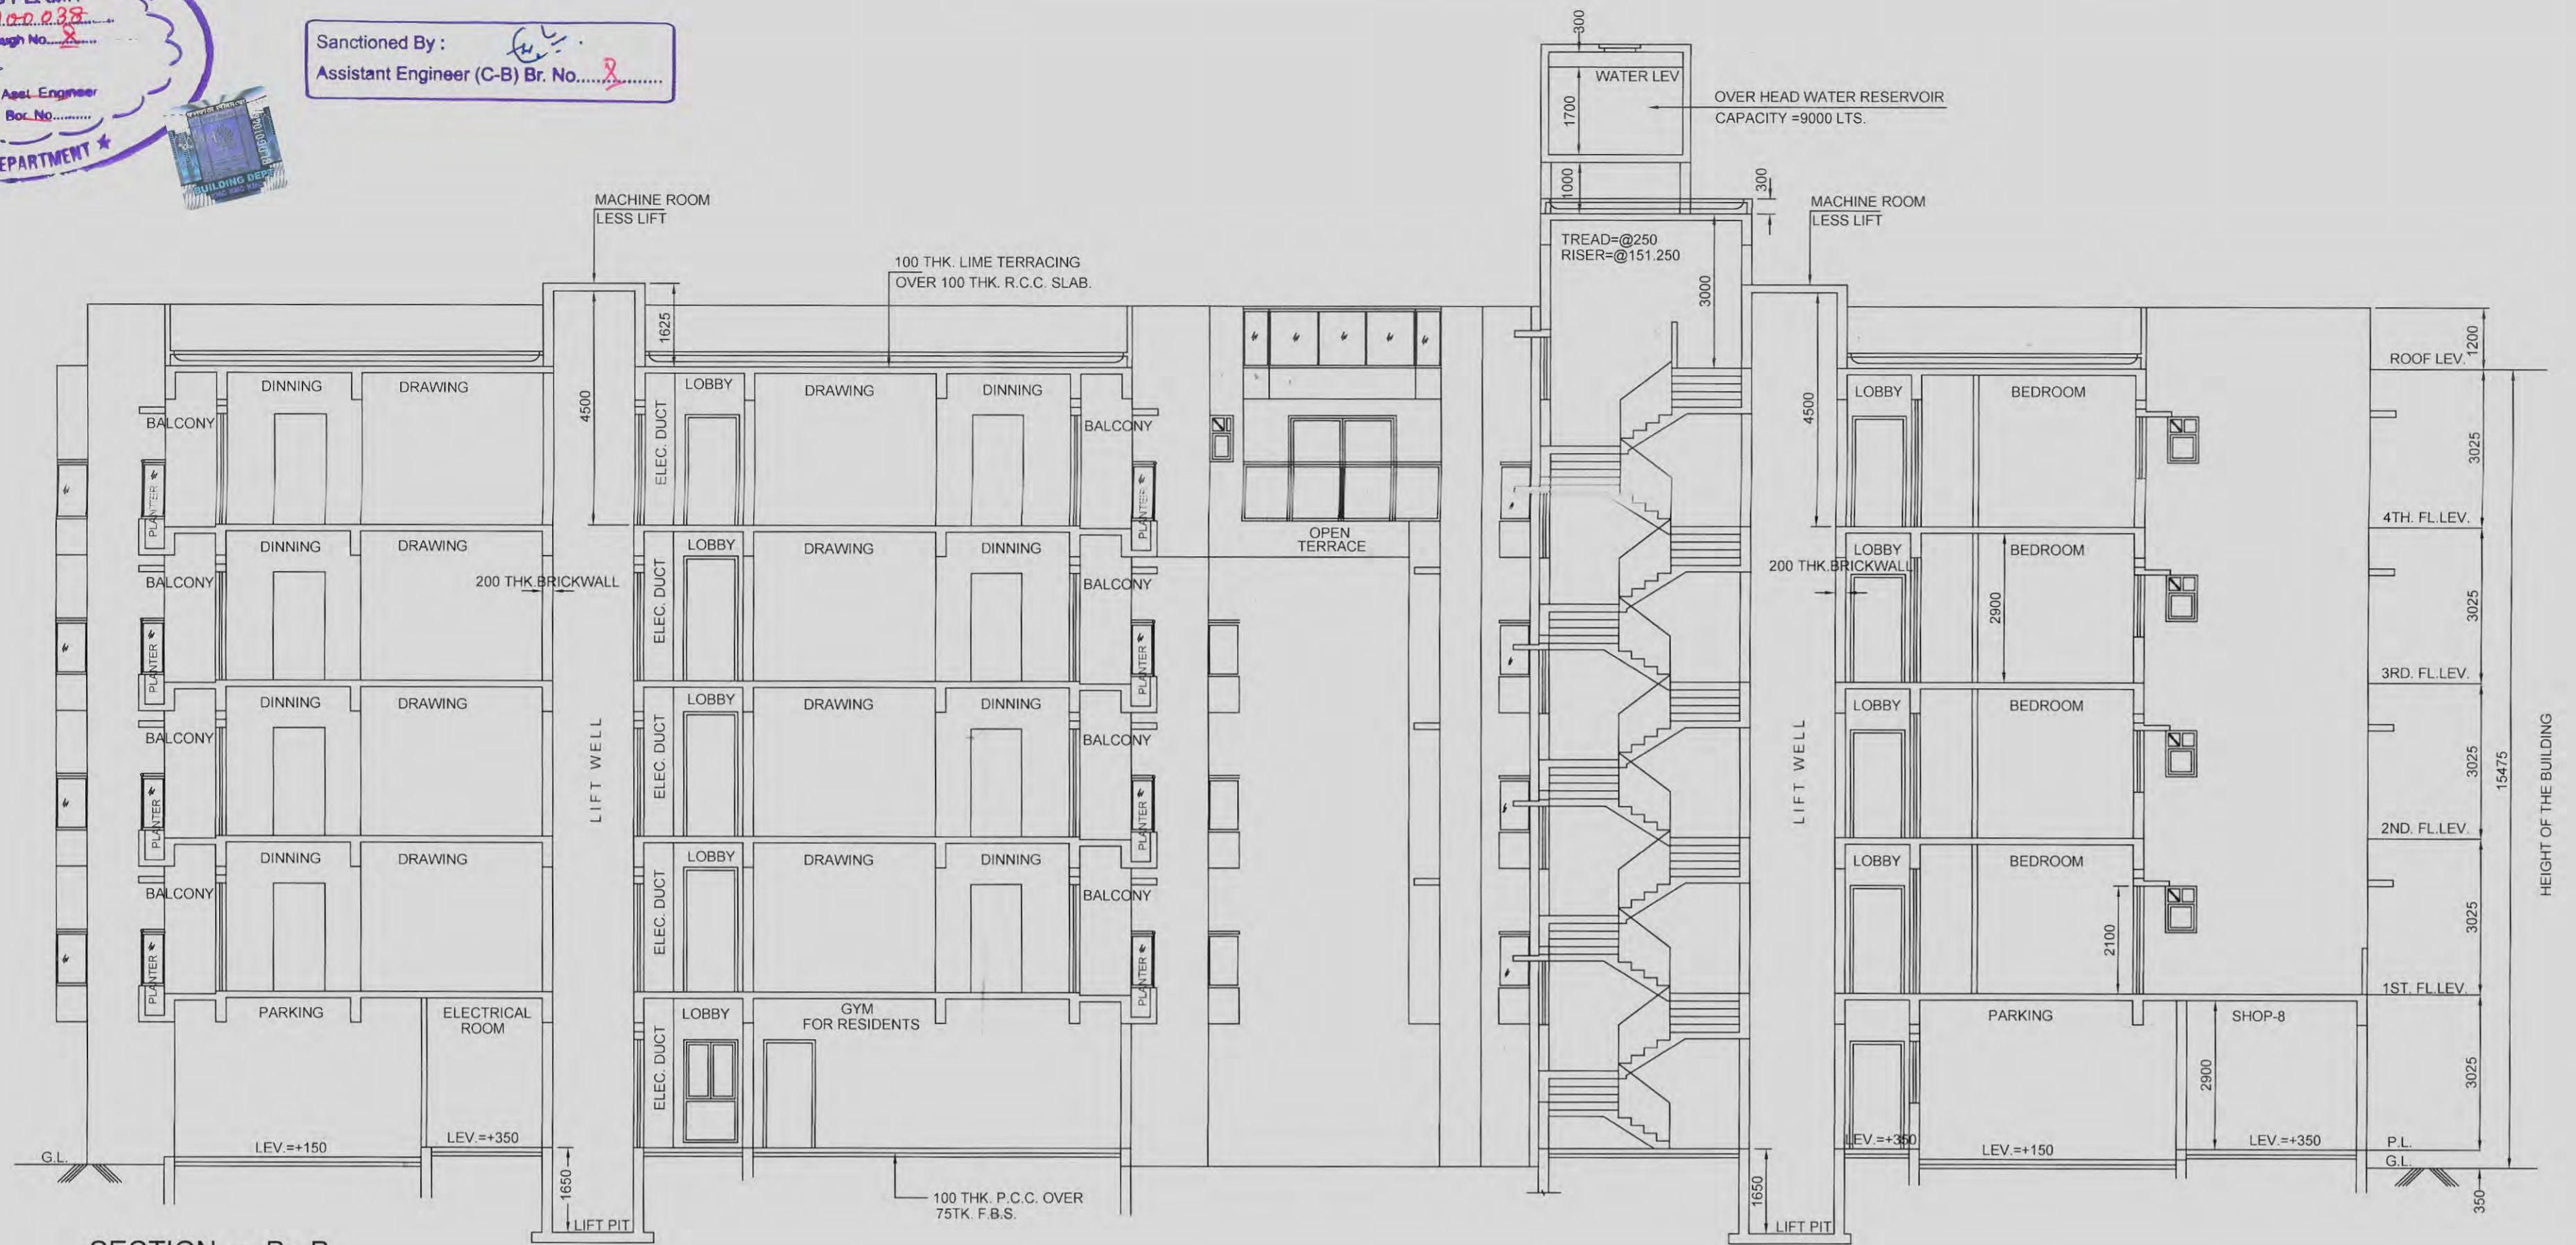 100038
ugh No. 8
Asst. Engineer
Bor. No..........
EPARTMENT ★
BUILDING DEPT
Sanctioned By :
Assistant Engineer (C-B) Br. No. 8
300
WATER LEV
1700
OVER HEAD WATER RESERVOIR
CAPACITY =9000 LTS.
1000
300
MACHINE ROOM
LESS LIFT
MACHINE ROOM
LESS LIFT
TREAD=@250
RISER=@151.250
100 THK. LIME TERRACING
OVER 100 THK. R.C.C. SLAB.
3000
1625
1200
ROOF LEV.
DINNING
DRAWING
LOBBY
DRAWING
DINNING
LOBBY
BEDROOM
BALCONY
4500
ELEC. DUCT
BALCONY
4500
3025
PLANTER
PLANTER
4TH. FL.LEV.
OPEN
TERRACE
DINNING
DRAWING
LOBBY
DRAWING
DINNING
LOBBY
BEDROOM
BALCONY
200 THK.BRICKWALL
ELEC. DUCT
BALCONY
200 THK.BRICKWALL
2900
3025
PLANTER
PLANTER
3RD. FL.LEV.
DINNING
DRAWING
LOBBY
DRAWING
DINNING
LOBBY
BEDROOM
BALCONY
LIFT WELL
ELEC. DUCT
BALCONY
LIFT WELL
3025
15475
HEIGHT OF THE BUILDING
PLANTER
PLANTER
2ND. FL.LEV.
DINNING
DRAWING
LOBBY
DRAWING
DINNING
LOBBY
BEDROOM
BALCONY
ELEC. DUCT
BALCONY
2100
3025
PLANTER
PLANTER
1ST. FL.LEV.
PARKING
ELECTRICAL
ROOM
LOBBY
GYM
FOR RESIDENTS
PARKING
SHOP-8
ELEC. DUCT
2900
3025
LEV.=+150
LEV.=+350
LEV.=+350
LEV.=+150
LEV.=+350
P.L.
G.L.
G.L.
1650
1650
350
100 THK. P.C.C. OVER
75TK. F.B.S.
LIFT PIT
LIFT PIT